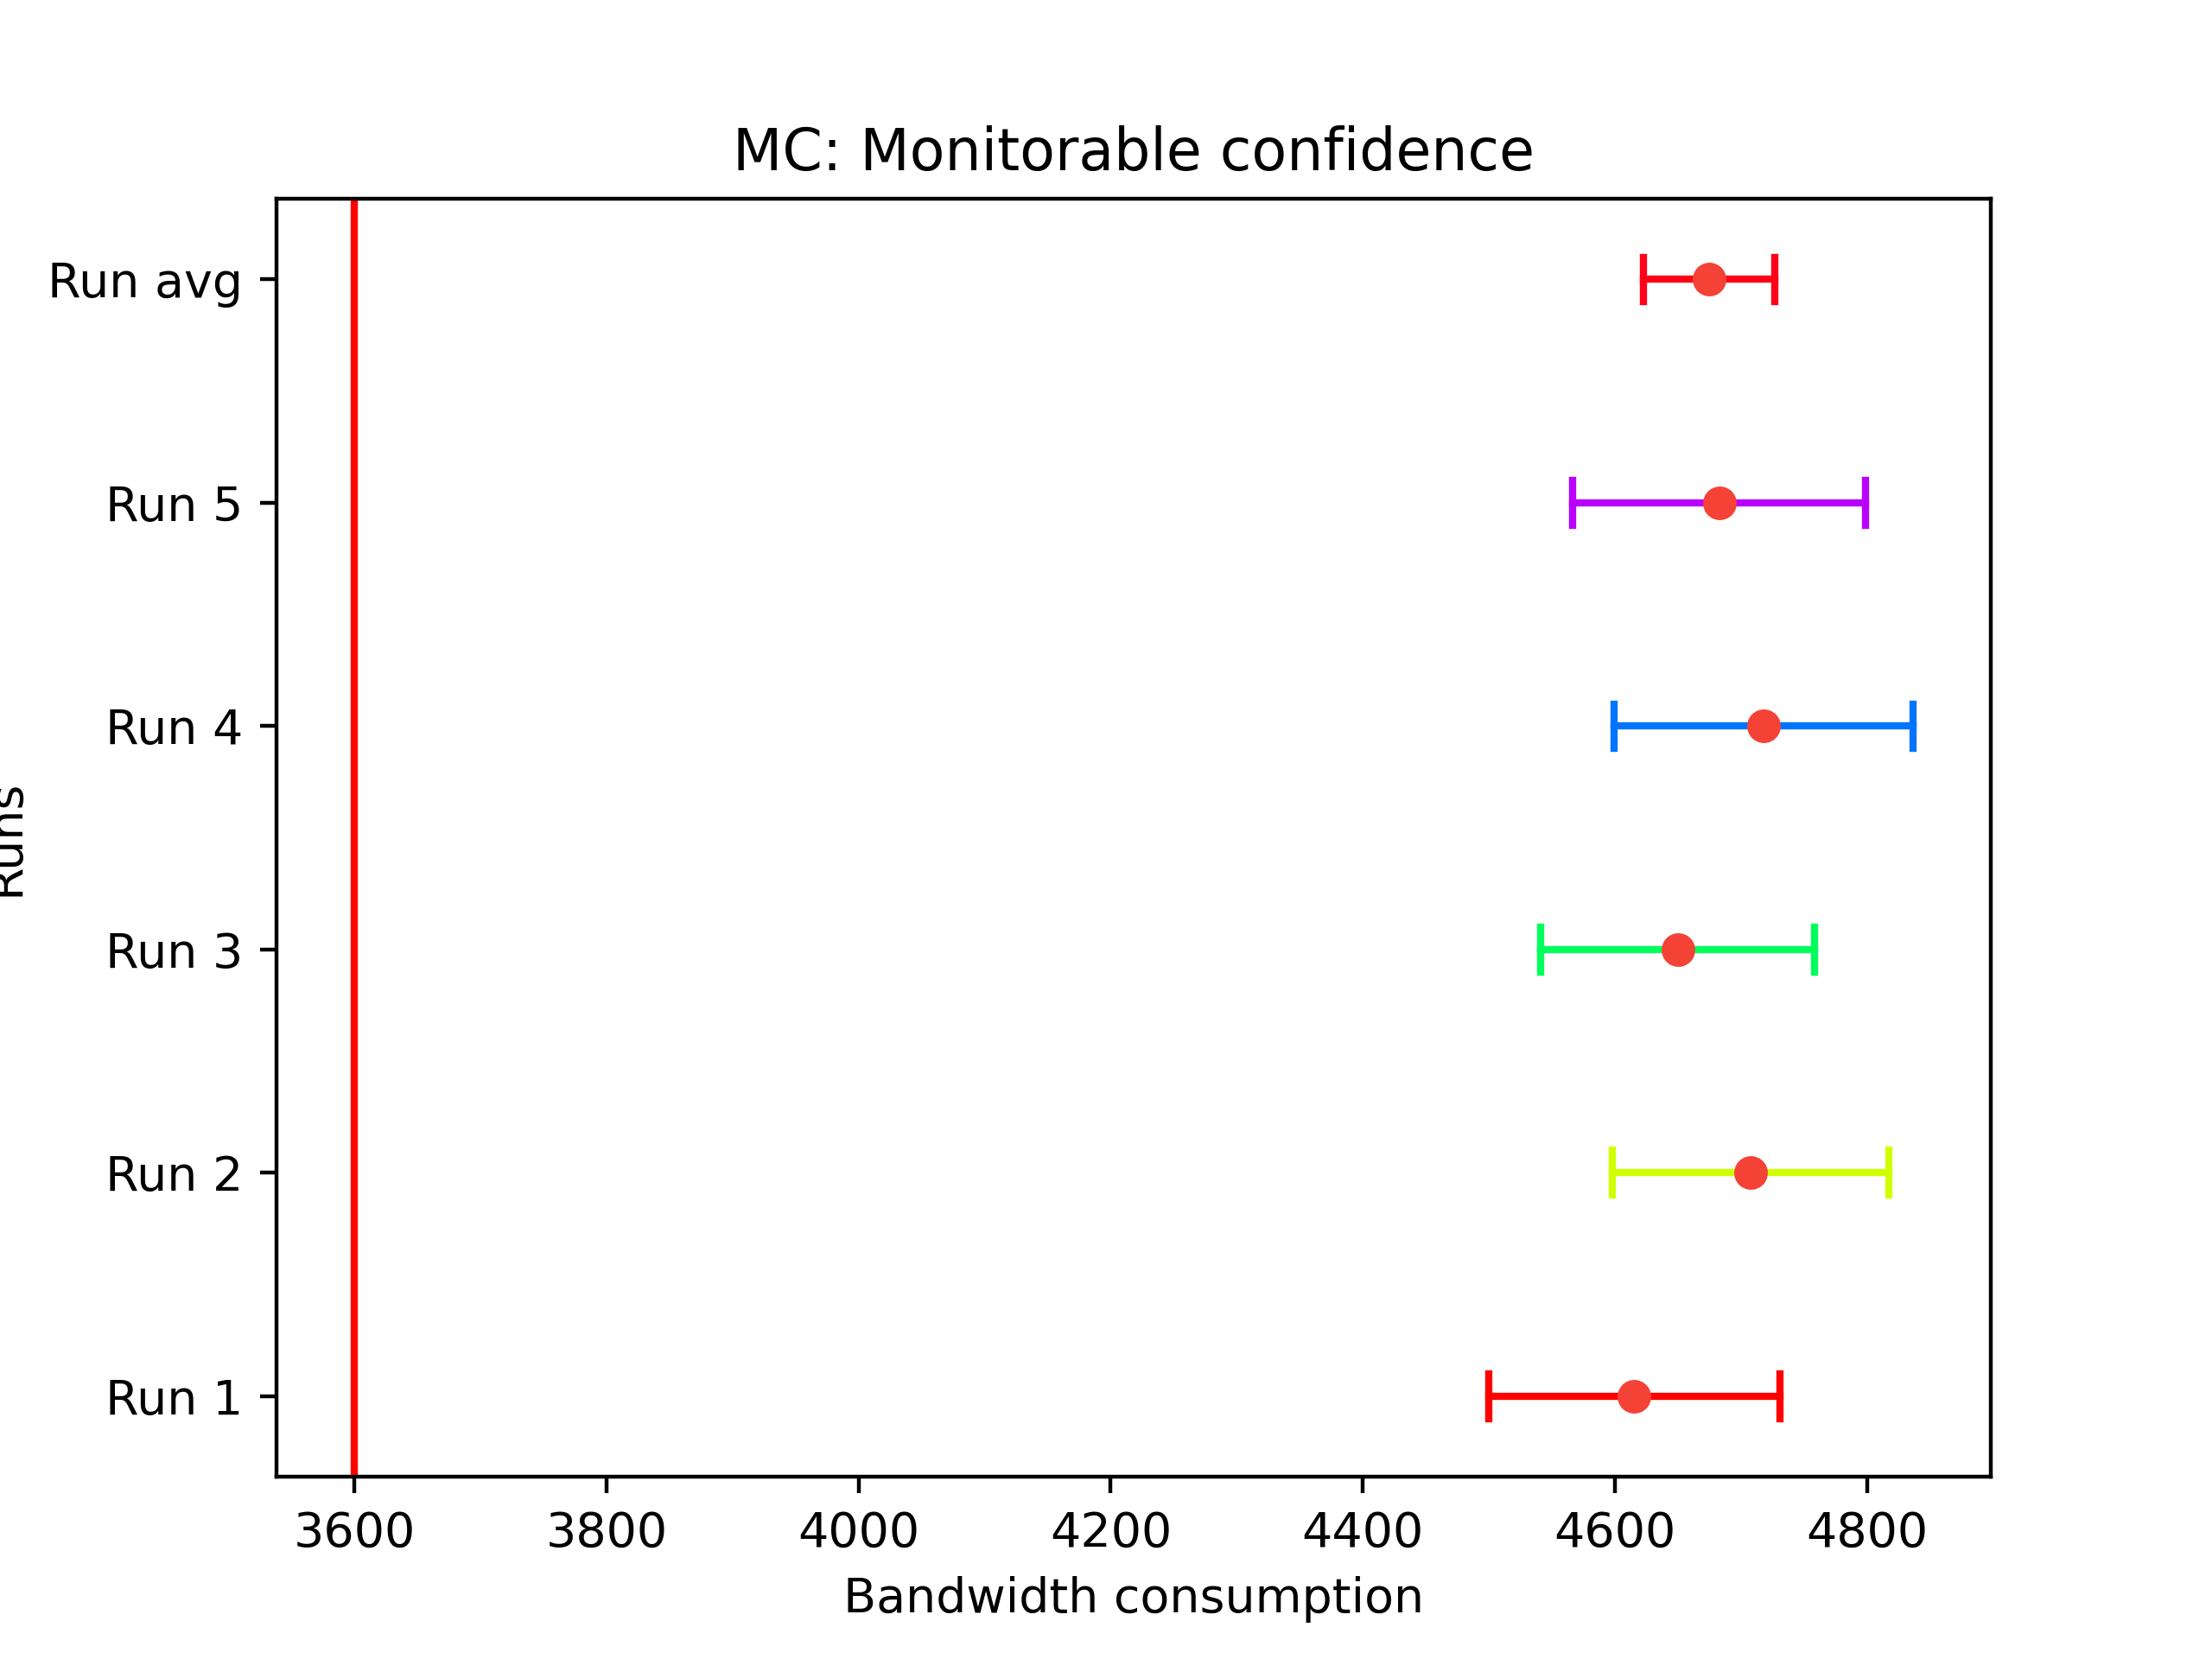 MC: Monitorable confidence
Run avg
Run 5
Run 4
Runs
Run 3
Run 2
Run 1
3600 3800 4000 4200 4400 4600 4800
Bandwidth consumption